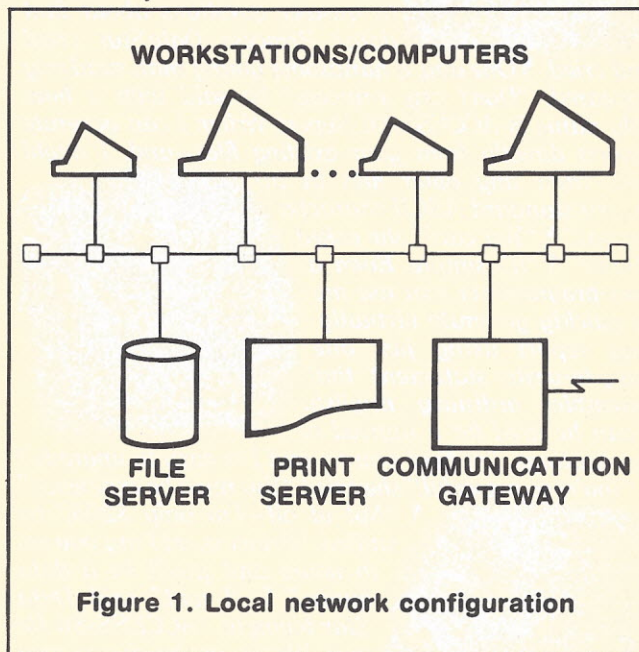 WORKSTATIONS/COMPUTERS
FILE
SERVER
PRINT
SERVER
COMMUNICATTION
GATEWAY
Figure 1. Local network configuration